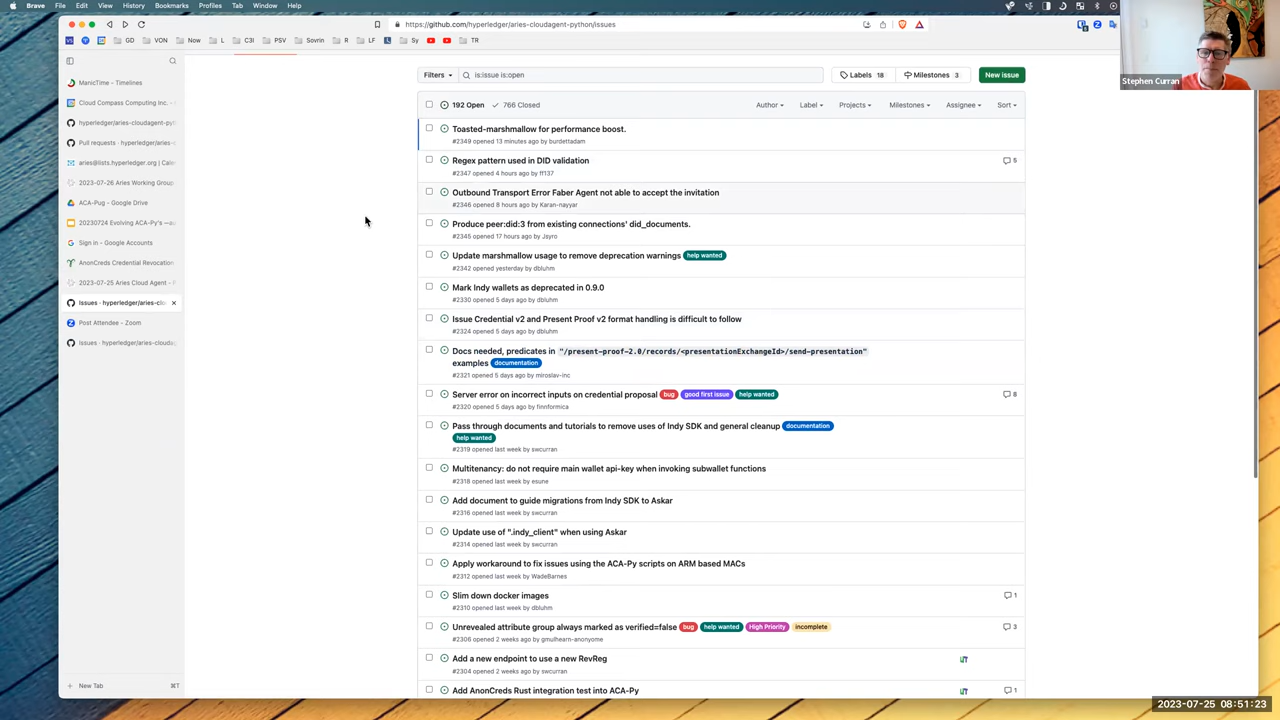 Brave File Edit View History Bookmarks Profiles Tab Window Help
https://github.com/hyperledger/aries-cloudagent-python/issues
GD VON Now L C3I PSV Sovrin R LF Sy TR
ManicTime – Timelines
Cloud Compass Computing Inc. –
hyperledger/aries-cloudagent-pyth
Pull requests · hyperledger/aries-c
aries@lists.hyperledger.org | Cale
2023-07-26 Aries Working Group
ACA-Pug – Google Drive
20230724 Evolving ACA-Py's
Sign in – Google Accounts
AnonCreds Credential Revocation
2023-07-25 Aries Cloud Agent –
Issues · hyperledger/aries-clo
Post Attendee – Zoom
Issues · hyperledger/aries-cloudag
New Tab ⌘T
Filters is:issue is:open Labels 18 Milestones 3 New issue
192 Open 766 Closed Author Label Projects Milestones Assignee Sort
Toasted-marshmallow for performance boost.
#2349 opened 13 minutes ago by burdettadam
Regex pattern used in DID validation 5
#2347 opened 4 hours ago by ff137
Outbound Transport Error Faber Agent not able to accept the invitation
#2346 opened 8 hours ago by Karan-nayyar
Produce peer:did:3 from existing connections' did_documents.
#2345 opened 17 hours ago by Jsyro
Update marshmallow usage to remove deprecation warnings help wanted
#2342 opened yesterday by dbluhm
Mark Indy wallets as deprecated in 0.9.0
#2330 opened 5 days ago by dbluhm
Issue Credential v2 and Present Proof v2 format handling is difficult to follow
#2324 opened 5 days ago by dbluhm
Docs needed, predicates in "/present-proof-2.0/records/<presentationExchangeId>/send-presentation"
examples documentation
#2321 opened 5 days ago by miroslav-inc
Server error on incorrect inputs on credential proposal bug good first issue help wanted 8
#2320 opened 5 days ago by finnformica
Pass through documents and tutorials to remove uses of Indy SDK and general cleanup documentation
help wanted
#2319 opened last week by swcurran
Multitenancy: do not require main wallet api-key when invoking subwallet functions
#2318 opened last week by esune
Add document to guide migrations from Indy SDK to Askar
#2316 opened last week by swcurran
Update use of ".indy_client" when using Askar
#2314 opened last week by swcurran
Apply workaround to fix issues using the ACA-Py scripts on ARM based MACs
#2312 opened last week by WadeBarnes
Slim down docker images 1
#2310 opened last week by dbluhm
Unrevealed attribute group always marked as verified=false bug help wanted High Priority incomplete 3
#2308 opened 2 weeks ago by gmulhearn-anonyome
Add a new endpoint to use a new RevReg
#2304 opened 2 weeks ago by swcurran
Add AnonCreds Rust integration test into ACA-Py 1
Stephen Curran
2023-07-25 08:51:23